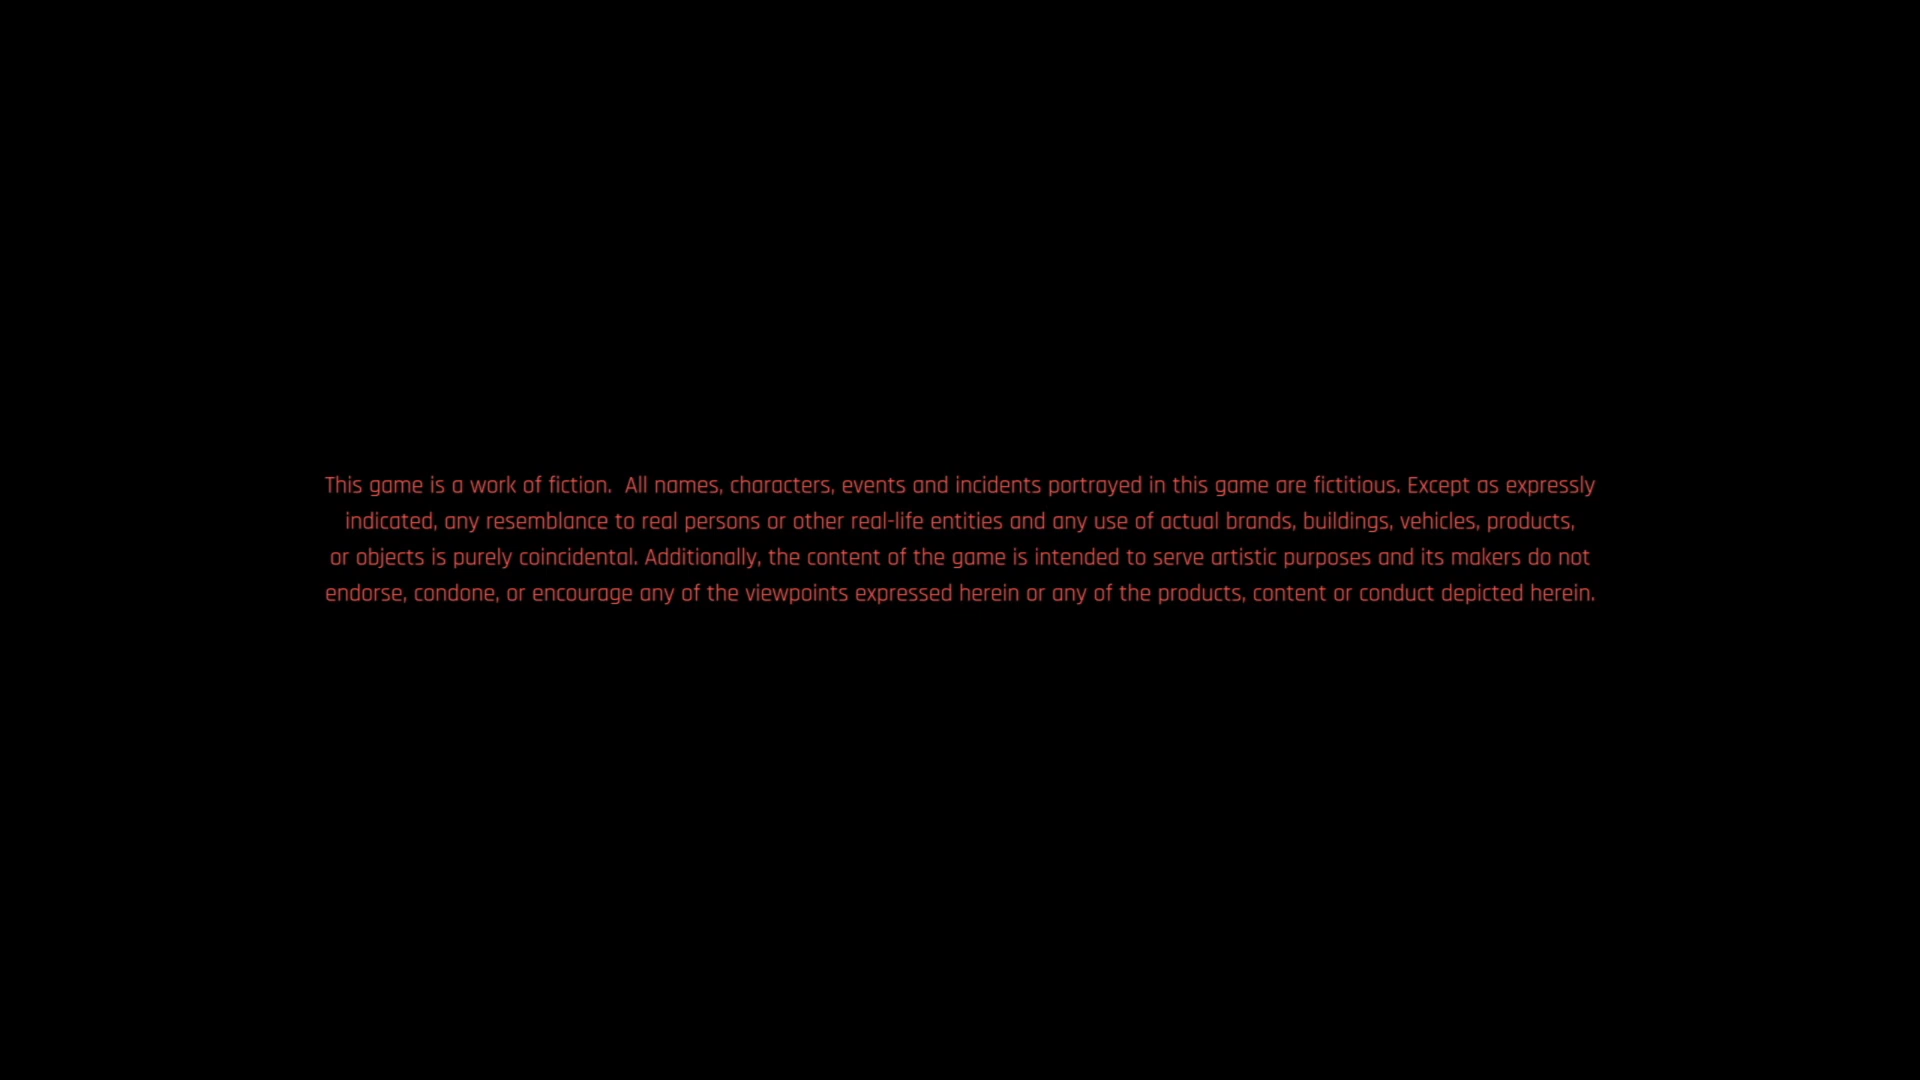 This game is a work of fiction.  All names, characters, events and incidents portrayed in this game are fictitious. Except as expressly
indicated, any resemblance to real persons or other real-life entities and any use of actual brands, buildings, vehicles, products,
or objects is purely coincidental. Additionally, the content of the game is intended to serve artistic purposes and its makers do not
endorse, condone, or encourage any of the viewpoints expressed herein or any of the products, content or conduct depicted herein.